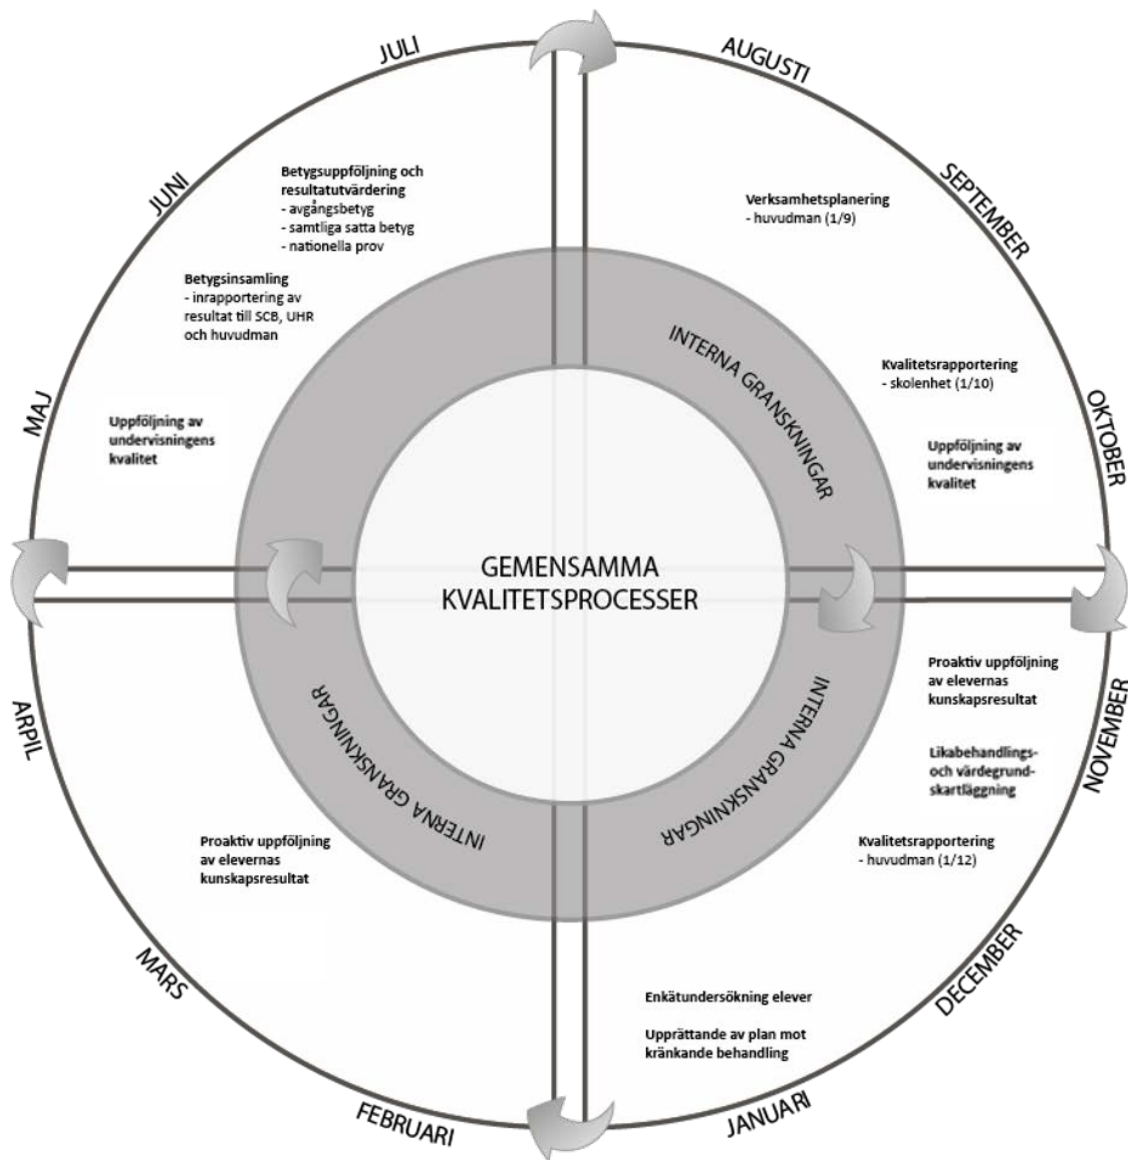 JULI
AUGUSTI
JUNI
SEPTEMBER
Betygsuppföljning och
resultatutvärdering
- avgångsbetyg
- samtliga satta betyg
- nationella prov
Verksamhetsplanering
- huvudman (1/9)
Betygsinsamling
- inrapportering av
resultat till SCB, UHR
och huvudman
INTERNA GRANSKNINGAR
Kvalitetsrapportering
- skolenhet (1/10)
MAJ
OKTOBER
Uppföljning av
undervisningens
kvalitet
Uppföljning av
undervisningens
kvalitet
GEMENSAMMA
KVALITETSPROCESSER
Proaktiv uppföljning
av elevernas
kunskapsresultat
ARPIL
NOVEMBER
INTERNA GRANSKNINGAR
INTERNA GRANSKNINGAR
Likabehandlings-
och värdegrund-
skartläggning
Proaktiv uppföljning
av elevernas
kunskapsresultat
Kvalitetsrapportering
- huvudman (1/12)
MARS
DECEMBER
Enkätundersökning elever
Upprättande av plan mot
kränkande behandling
FEBRUARI
JANUARI